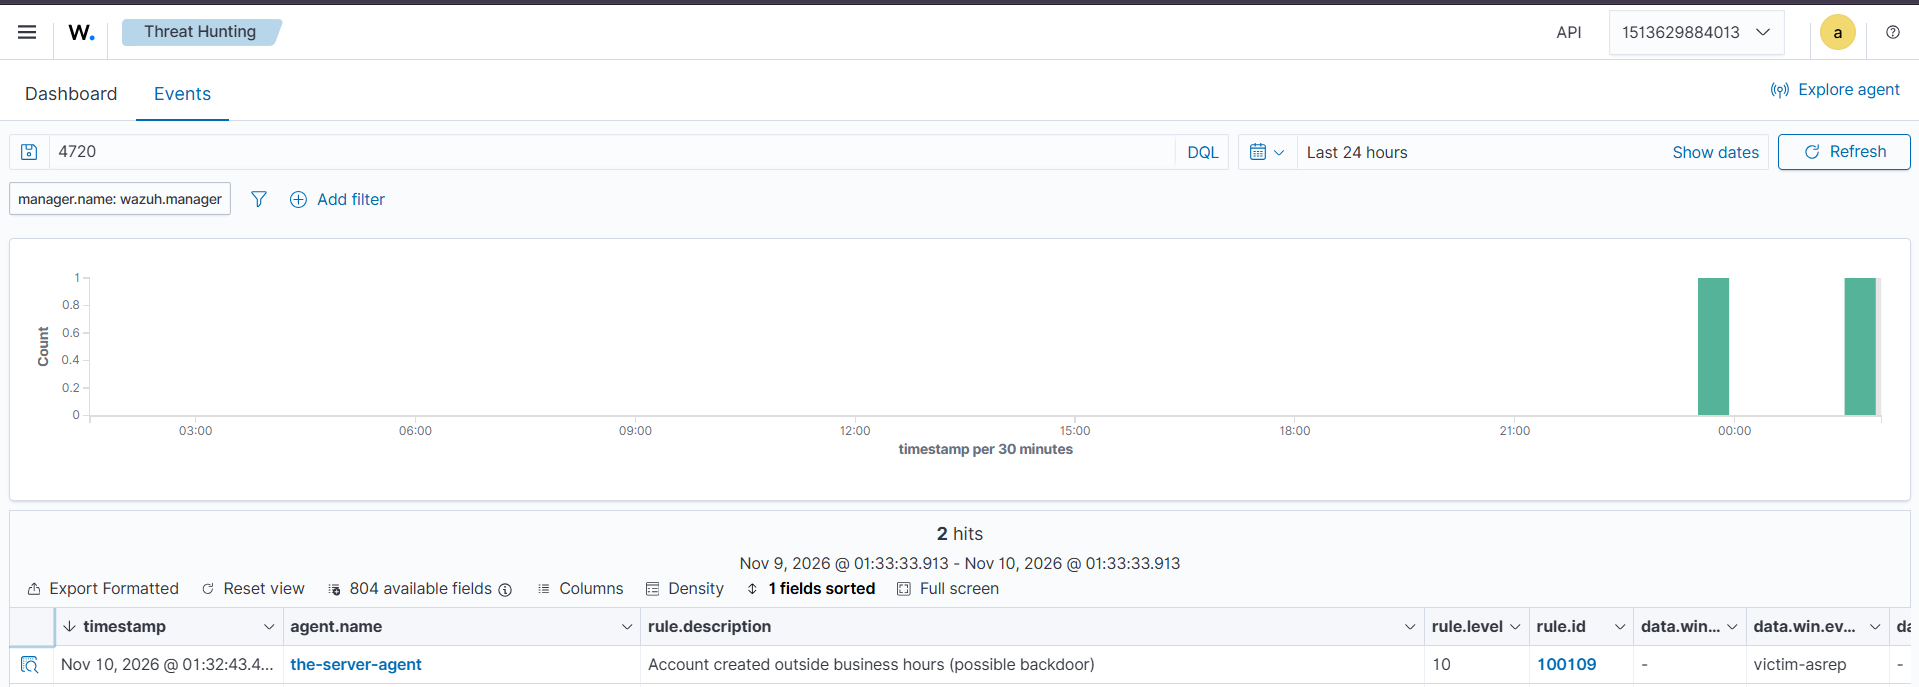 W. Threat Hunting API 1513629884013 a
Dashboard Events Explore agent
4720 DQL Last 24 hours Show dates Refresh
manager.name: wazuh.manager Add filter
1
0.8
0.6
0.4
0.2
0
Count
03:00 06:00 09:00 12:00 15:00 18:00 21:00 00:00
timestamp per 30 minutes
2 hits
Nov 9, 2026 @ 01:33:33.913 - Nov 10, 2026 @ 01:33:33.913
Export Formatted Reset view 804 available fields Columns Density 1 fields sorted Full screen
timestamp agent.name rule.description rule.level rule.id data.win... data.win.ev... da
Nov 10, 2026 @ 01:32:43.4... the-server-agent Account created outside business hours (possible backdoor) 10 100109 - victim-asrep -